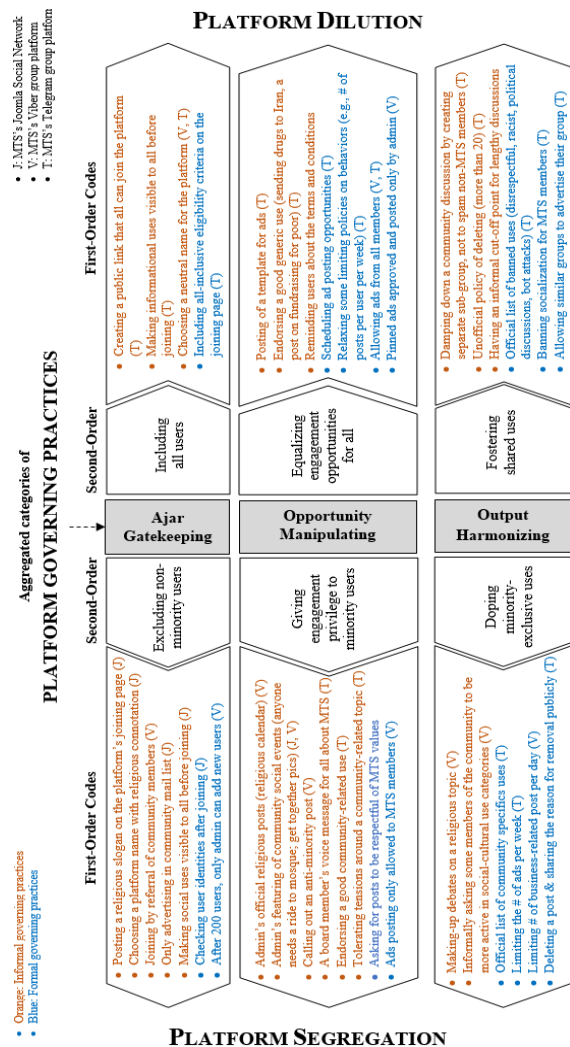 PLATFORM DILUTION
• J: MTS's Joomla Social Network
• V: MTS's Viber group platform
• T: MTS's Telegram group platform
First-Order Codes
• Creating a public link that all can join the platform
(T)
• Making informational uses visible to all before
joining (T)
• Choosing a neutral name for the platform (V, T)
• Including all-inclusive eligibility criteria on the
joining page (T)
• Posting of a template for ads (T)
• Endorsing a good generic use (sending drugs to Iran, a
post on fundraising for poor) (T)
• Reminding users about the terms and conditions
• Scheduling ad posting opportunities (T)
• Relaxing some limiting policies on behaviors (e.g., # of
posts per user per week) (T)
• Allowing ads from all members (V, T)
• Pinned ads approved and posted only by admin (V)
• Damping down a community discussion by creating
separate sub-group, not to spam non-MTS members (T)
• Unofficial policy of deleting (more than 20) (T)
• Having an informal cut-off point for lengthy discussions
• Official list of banned uses (disrespectful, racist, political
discussions, bot attacks) (T)
• Banning socialization for MTS members (T)
• Allowing similar groups to advertise their group (T)
Second-Order
Including
all users
Equalizing
engagement
opportunities
for all
Fostering
shared uses
Aggregated categories of
PLATFORM GOVERNING PRACTICES
Ajar
Gatekeeping
Opportunity
Manipulating
Output
Harmonizing
Second-Order
Excluding non-
minority users
Giving
engagement
privilege to
minority users
Doping
minority-
exclusive uses
First-Order Codes
• Posting a religious slogan on the platform's joining page (J)
• Choosing a platform name with religious connotation (J)
• Joining by referral of community members (V)
• Only advertising in community mail list (J)
• Making social uses visible to all before joining (J)
• Checking user identities after joining (J)
• After 200 users, only admin can add new users (V)
• Admin's official religious posts (religious calendar) (V)
• Admin's featuring of community social events (anyone
needs a ride to mosque; get together pics) (J, V)
• Calling out an anti-minority post (V)
• A board member's voice message for all about MTS (T)
• Endorsing a good community-related use (T)
• Tolerating tensions around a community-related topic (T)
• Asking for posts to be respectful of MTS values
• Ads posting only allowed to MTS members (V)
• Making-up debates on a religious topic (V)
• Informally asking some members of the community to be
more active in social-cultural use categories (V)
• Official list of community specifics uses (T)
• Limiting the # of ads per week (T)
• Limiting # of business-related post per day (V)
• Deleting a post & sharing the reason for removal publicly (T)
• Orange: Informal governing practices
• Blue: Formal governing practices
PLATFORM SEGREGATION